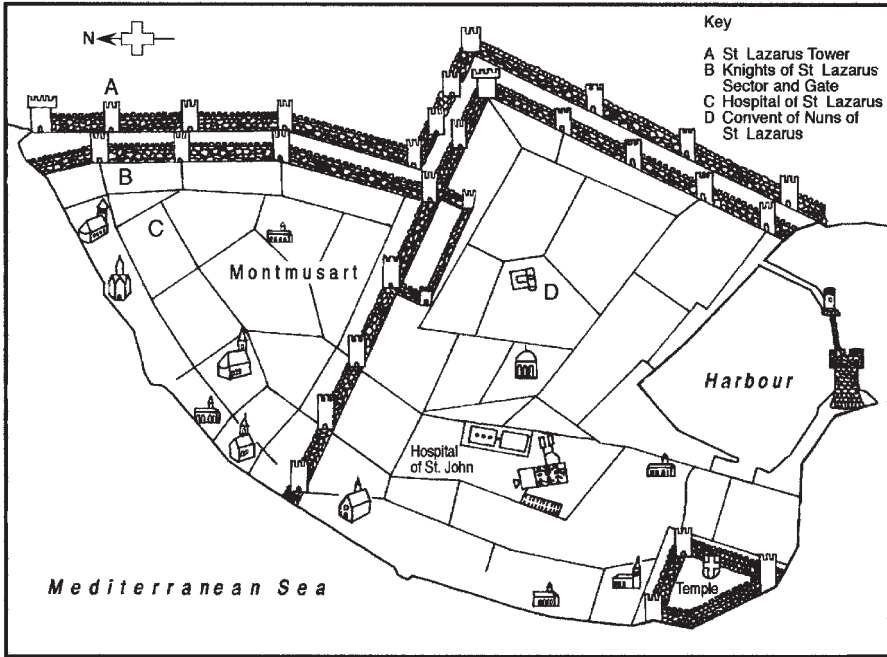 N
Key
A St Lazarus Tower
B Knights of St Lazarus
Sector and Gate
C Hospital of St Lazarus
D Convent of Nuns of
St Lazarus
A
B
C
Montmusart
D
Harbour
Hospital
of St. John
Temple
Mediterranean Sea